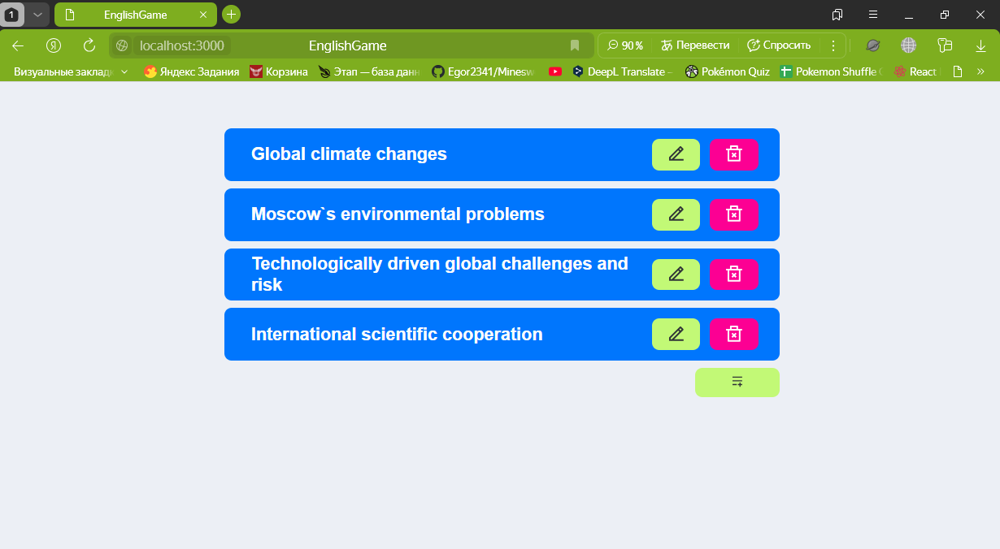 1
EnglishGame
localhost:3000
EnglishGame
90 %
Перевести
Спросить
Визуальные заклад
Яндекс Задания
Корзина
Этап — база данн
Egor2341/Minesw
DeepL Translate –
Pokémon Quiz
Pokemon Shuffle
React
Global climate changes
Moscow`s environmental problems
Technologically driven global challenges and
risk
International scientific cooperation